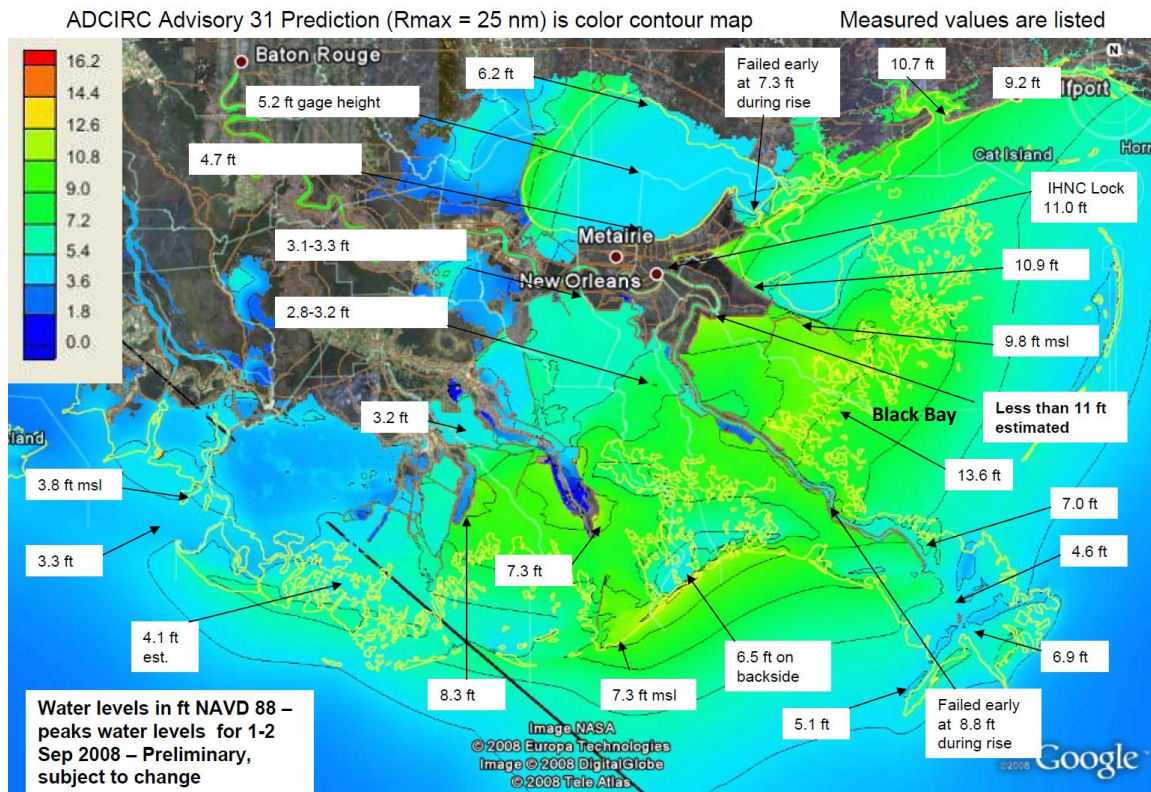 ADCIRC Advisory 31 Prediction (Rmax = 25 nm) is color contour map
Measured values are listed
16.2
14.4
12.6
10.8
9.0
7.2
5.4
3.6
1.8
0.0
Baton Rouge
5.2 ft gage height
4.7 ft
3.1-3.3 ft
2.8-3.2 ft
6.2 ft
Failed early
at 7.3 ft
during rise
10.7 ft
9.2 ft
N
lfport
Cat Island
Horr
IHNC Lock
11.0 ft
Metairie
New Orleans
10.9 ft
9.8 ft msl
Less than 11 ft
estimated
Black Bay
13.6 ft
3.2 ft
land
3.8 ft msl
3.3 ft
7.0 ft
4.6 ft
7.3 ft
4.1 ft
est.
8.3 ft
7.3 ft msl
6.5 ft on
backside
6.9 ft
5.1 ft
Failed early
at 8.8 ft
during rise
Water levels in ft NAVD 88 –
peaks water levels for 1-2
Sep 2008 – Preliminary,
subject to change
Image NASA
© 2008 Europa Technologies
Image © 2008 DigitalGlobe
© 2008 Tele Atlas
©2008 Google